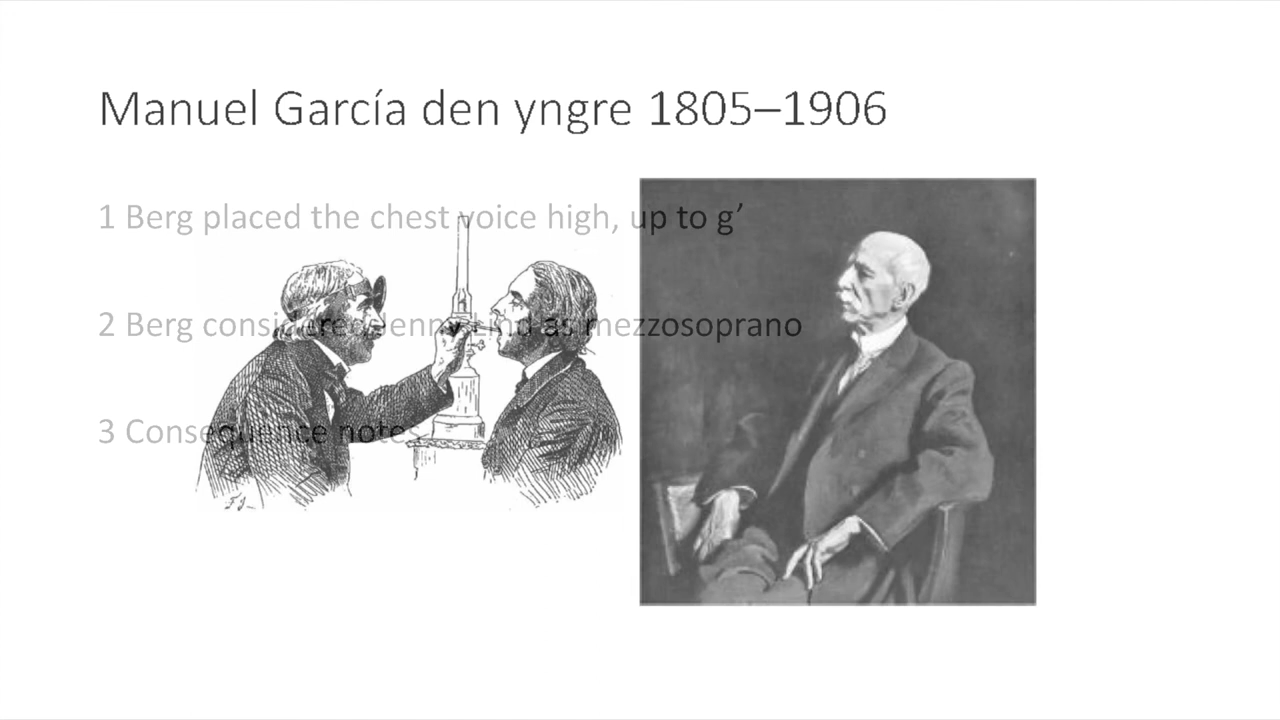 Manuel García den yngre 1805–1906
1 Berg placed the chest voice high, up to g’
2 Berg considered Jenny Lind as mezzosoprano
3 Consequence notes